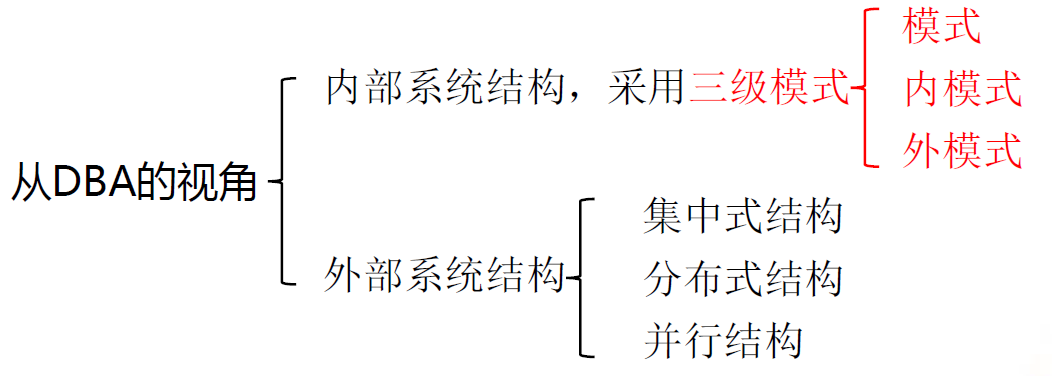 从DBA的视角
内部系统结构，采用三级模式
模式
内模式
外模式
外部系统结构
集中式结构
分布式结构
并行结构